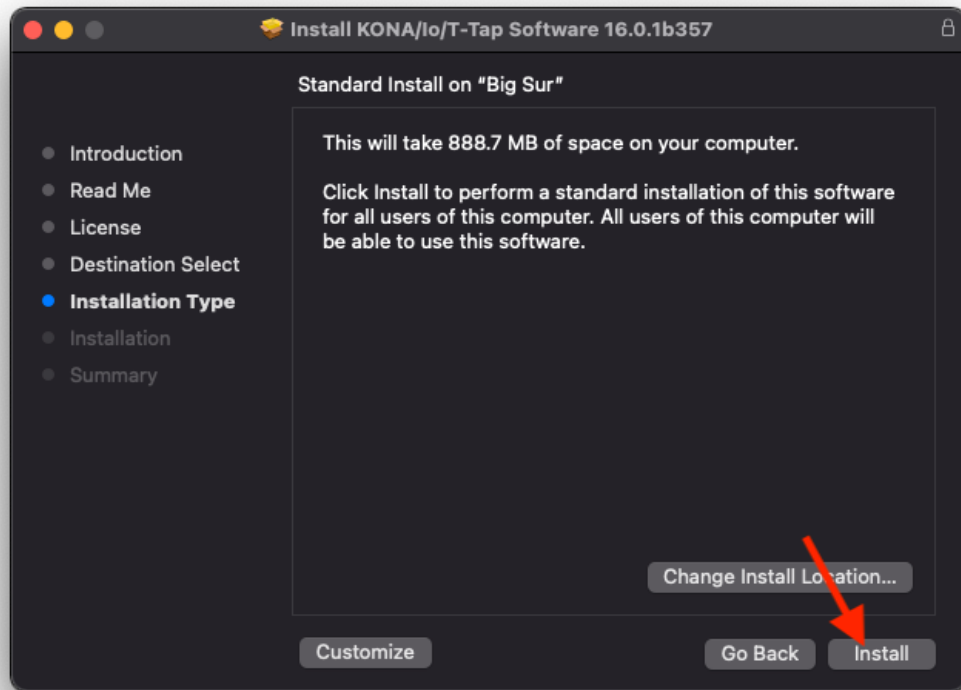 Install KONA/Io/T-Tap Software 16.0.1b357
Standard Install on “Big Sur”
Introduction
Read Me
License
Destination Select
Installation Type
Installation
Summary
This will take 888.7 MB of space on your computer.
Click Install to perform a standard installation of this software
for all users of this computer. All users of this computer will
be able to use this software.
Change Install Location...
Customize
Go Back
Install